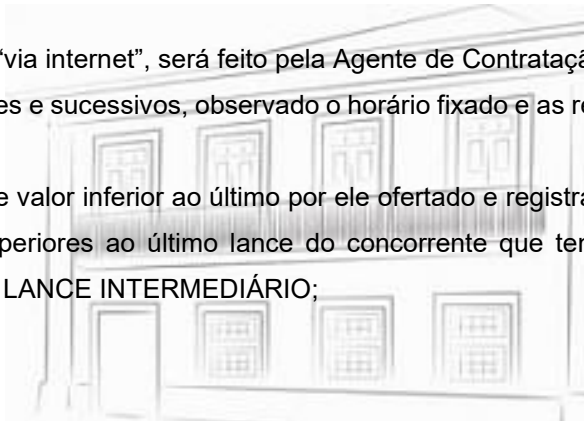 “via internet”, será feito pela Agente de Contrataçã
es e sucessivos, observado o horário fixado e as re
e valor inferior ao último por ele ofertado e registra
periores ao último lance do concorrente que ter
LANCE INTERMEDIÁRIO;